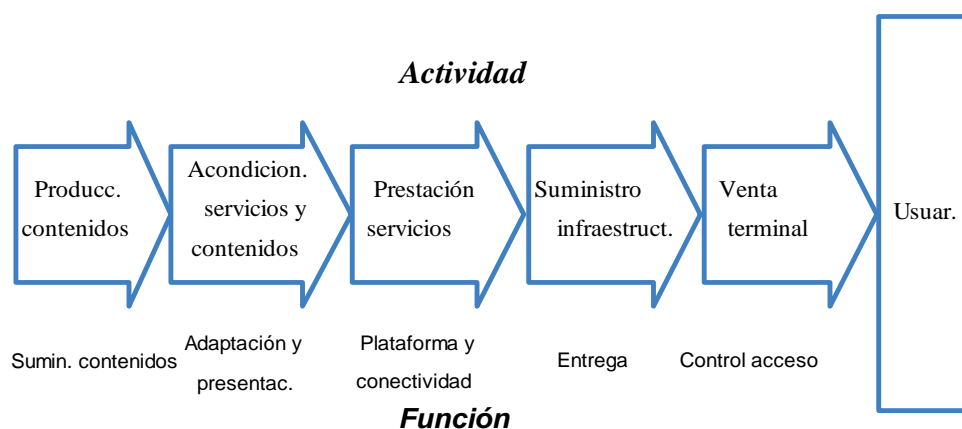 Actividad
Producc.
contenidos
Acondicion.
servicios y
contenidos
Prestación
servicios
Suministro
infraestruct.
Venta
terminal
Usuar.
Sumin. contenidos
Adaptación y
presentac.
Plataforma y
conectividad
Entrega
Control acceso
Función